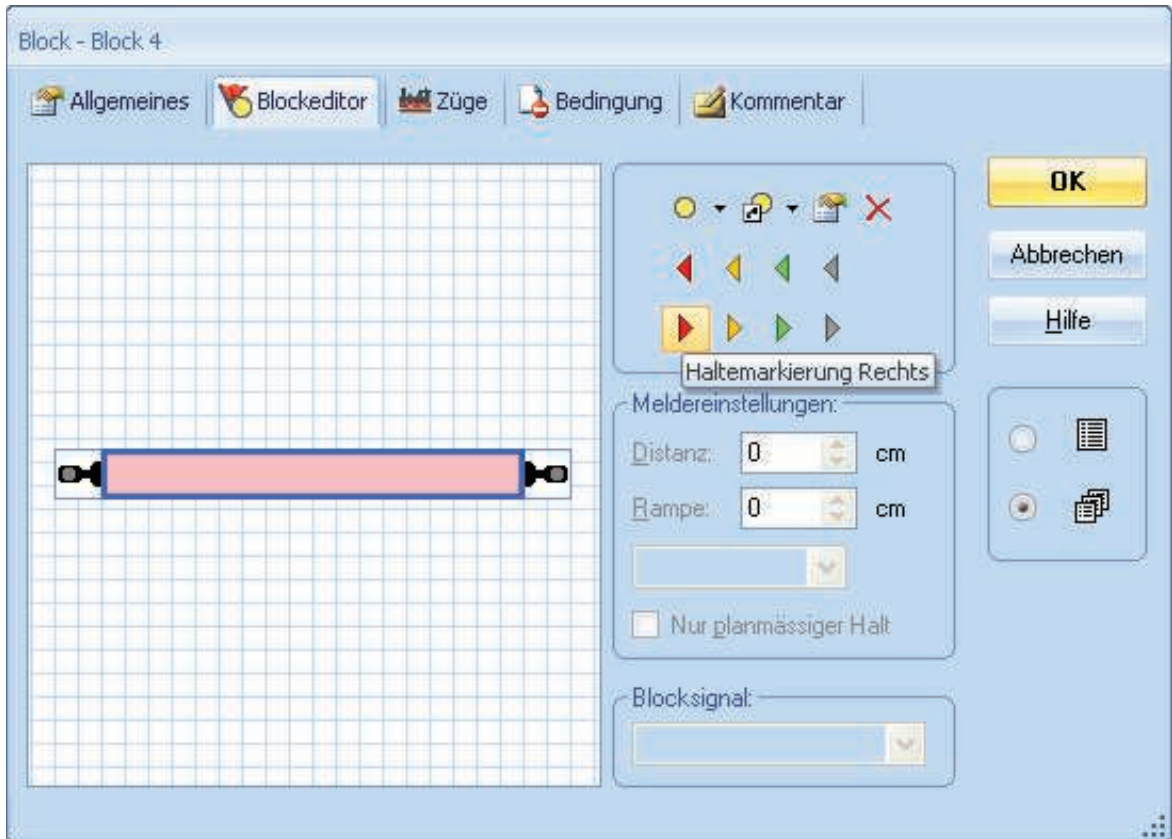 Block - Block 4
Allgemeines Blockeditor Züge Bedingung Kommentar
OK
Abbrechen
Hilfe
Haltemarkierung Rechts
Meldereinstellungen:
Distanz: 0 cm
Rampe: 0 cm
Nur planmässiger Halt
Blocksignal: